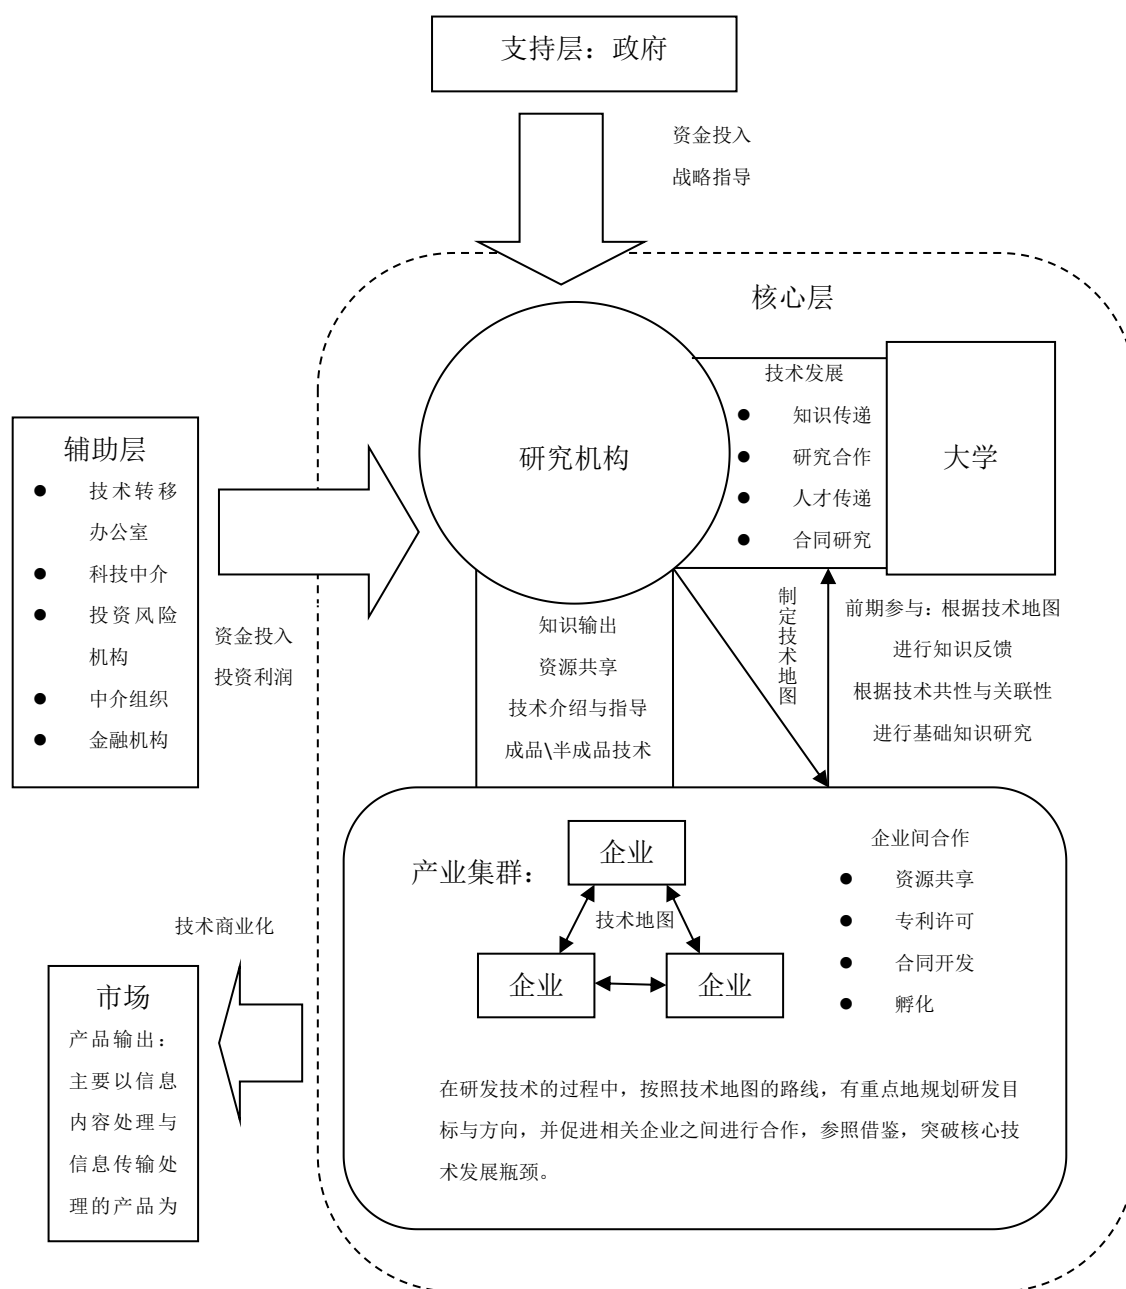 支持层：政府
资金投入
战略指导
核心层
研究机构
技术发展
● 知识传递
● 研究合作
● 人才传递
● 合同研究
大学
辅助层
● 技术转移
办公室
● 科技中介
● 投资风险
机构
● 中介组织
● 金融机构
资金投入
投资利润
知识输出
资源共享
技术介绍与指导
成品\半成品技术
制定技术地图
前期参与：根据技术地图
进行知识反馈
根据技术共性与关联性
进行基础知识研究
产业集群：
企业
技术地图
企业
企业
企业间合作
● 资源共享
● 专利许可
● 合同开发
● 孵化
在研发技术的过程中，按照技术地图的路线，有重点地规划研发目
标与方向，并促进相关企业之间进行合作，参照借鉴，突破核心技
术发展瓶颈。
技术商业化
市场
产品输出：
主要以信息
内容处理与
信息传输处
理的产品为